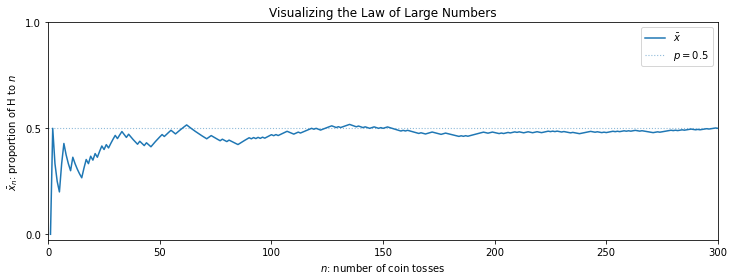 Visualizing the Law of Large Numbers
x̄
p = 0.5
1.0
0.5
0.0
x̄ₙ: proportion of H to n
0 50 100 150 200 250 300
n: number of coin tosses